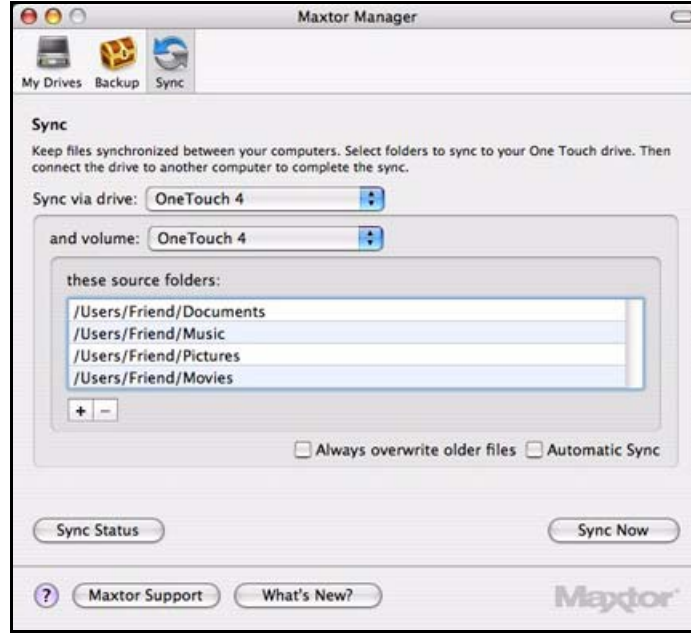 Maxtor Manager
My Drives Backup Sync
Sync
Keep files synchronized between your computers. Select folders to sync to your One Touch drive. Then
connect the drive to another computer to complete the sync.
Sync via drive: OneTouch 4
and volume: OneTouch 4
these source folders:
/Users/Friend/Documents
/Users/Friend/Music
/Users/Friend/Pictures
/Users/Friend/Movies
+ −
Always overwrite older files Automatic Sync
Sync Status Sync Now
? Maxtor Support What's New? Maxtor